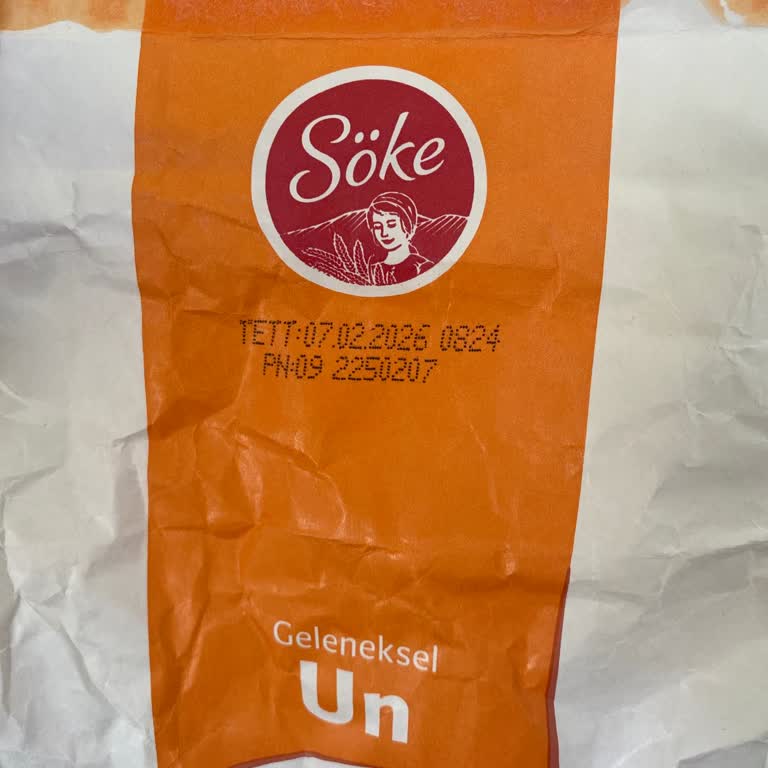 Söke
TETT:07.02.2026 0824
PN:09 2250207
Geleneksel
Un